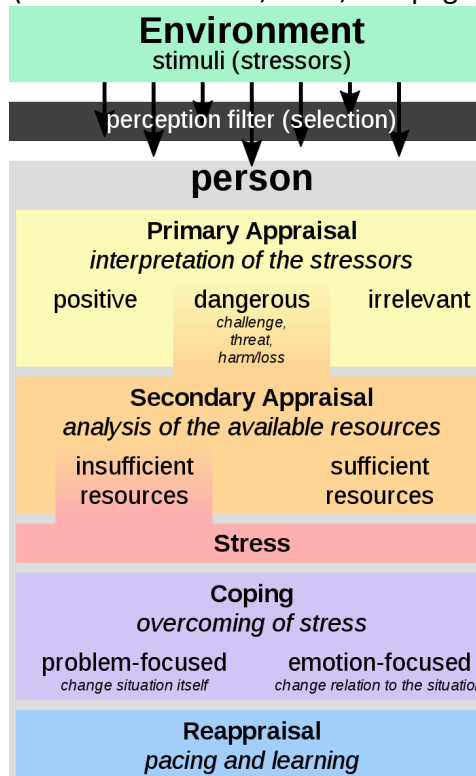 Environment
stimuli (stressors)
perception filter (selection)
person
Primary Appraisal
interpretation of the stressors
positive dangerous irrelevant
challenge,
threat,
harm/loss
Secondary Appraisal
analysis of the available resources
insufficient sufficient
resources resources
Stress
Coping
overcoming of stress
problem-focused emotion-focused
change situation itself change relation to the situation
Reappraisal
pacing and learning